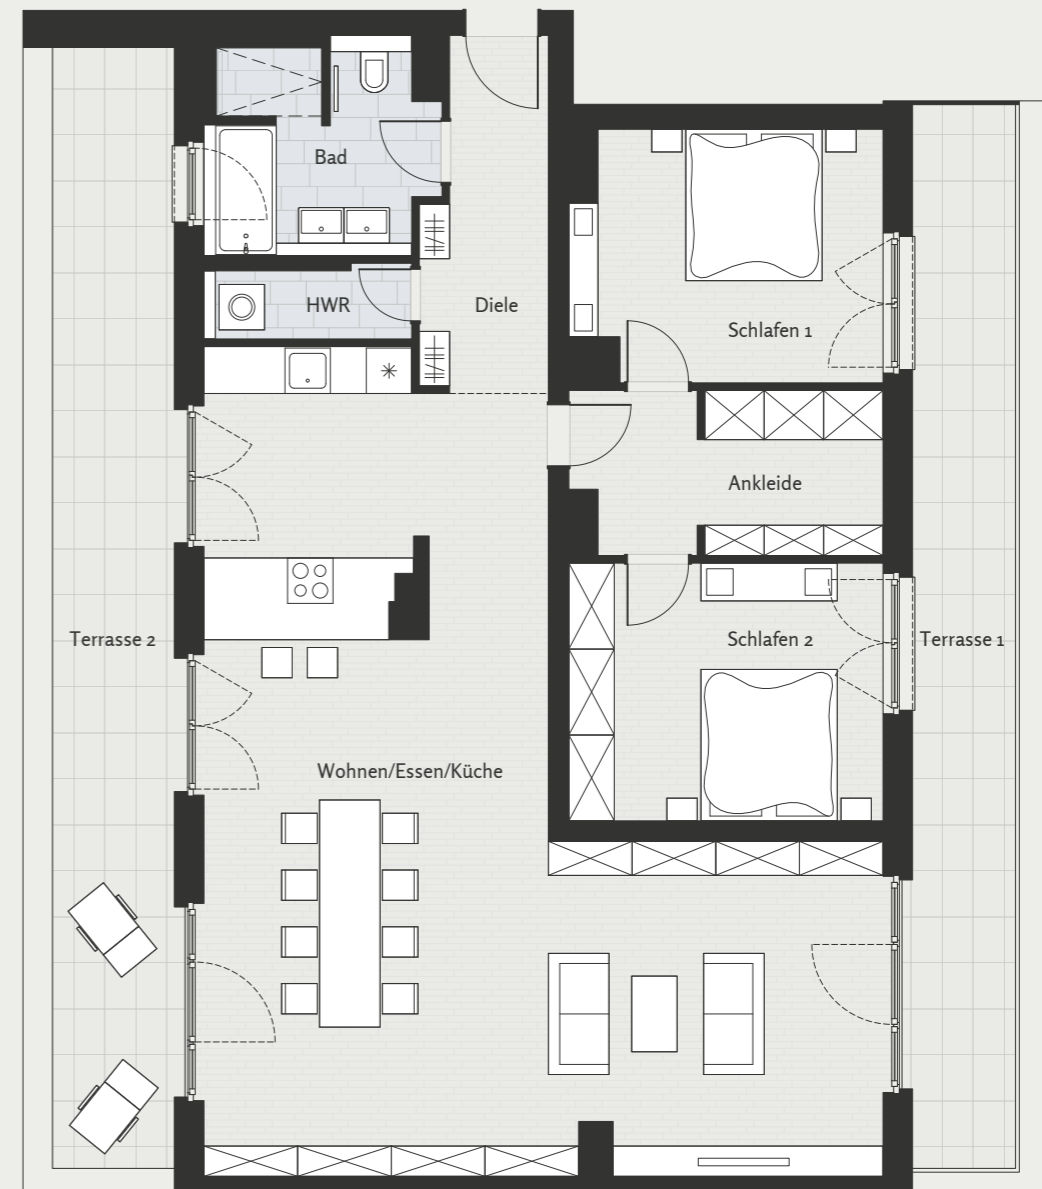 Bad
HWR
Diele
Schlafen 1
Ankleide
Terrasse 2
Schlafen 2
Terrasse 1
Wohnen/Essen/Küche